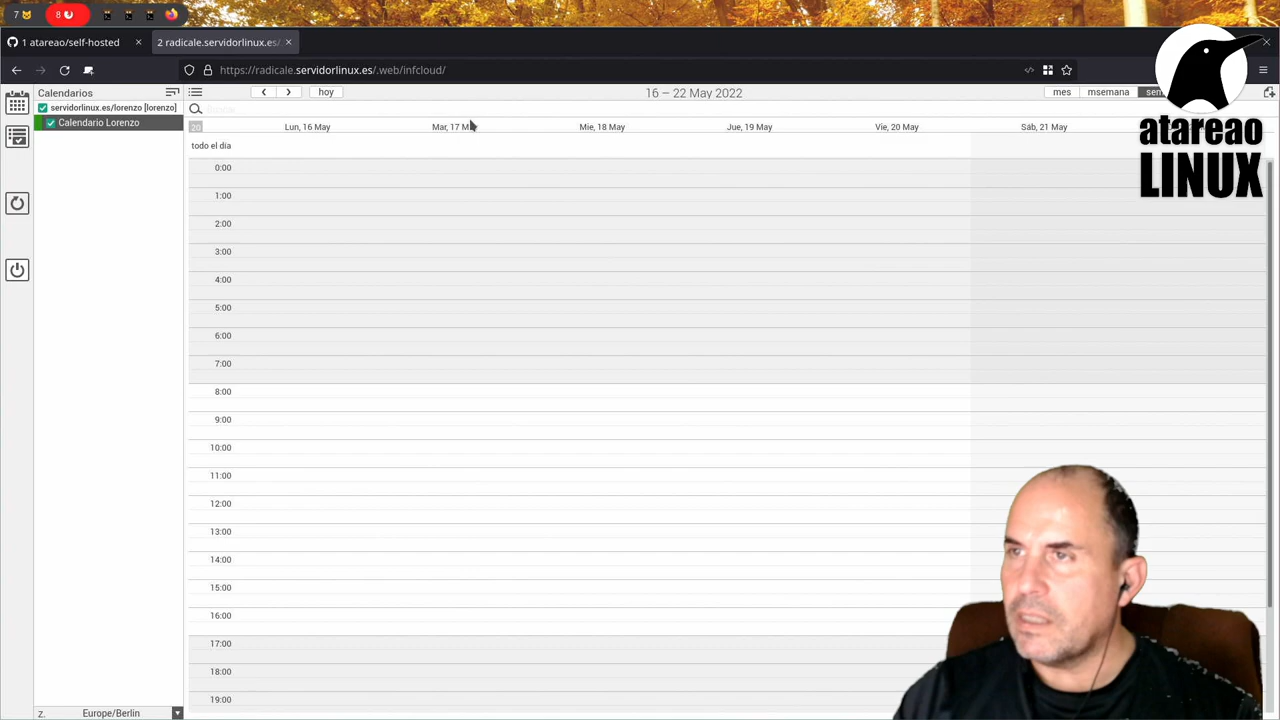 7
8
1 atareao/self-hosted
2 radicale.servidorlinux.es/
https://radicale.servidorlinux.es/.web/infcloud/
Calendarios
hoy
16 – 22 May 2022
mes
msemana
servidorlinux.es/lorenzo [lorenzo]
Calendario Lorenzo
20
Lun, 16 May
Mar, 17
Mie, 18 May
Jue, 19 May
Vie, 20 May
Sáb, 21 May
todo el día
0:00
1:00
2:00
3:00
4:00
5:00
6:00
7:00
8:00
9:00
10:00
11:00
12:00
13:00
14:00
15:00
16:00
17:00
18:00
19:00
z.
Europe/Berlin
atareao
LINUX